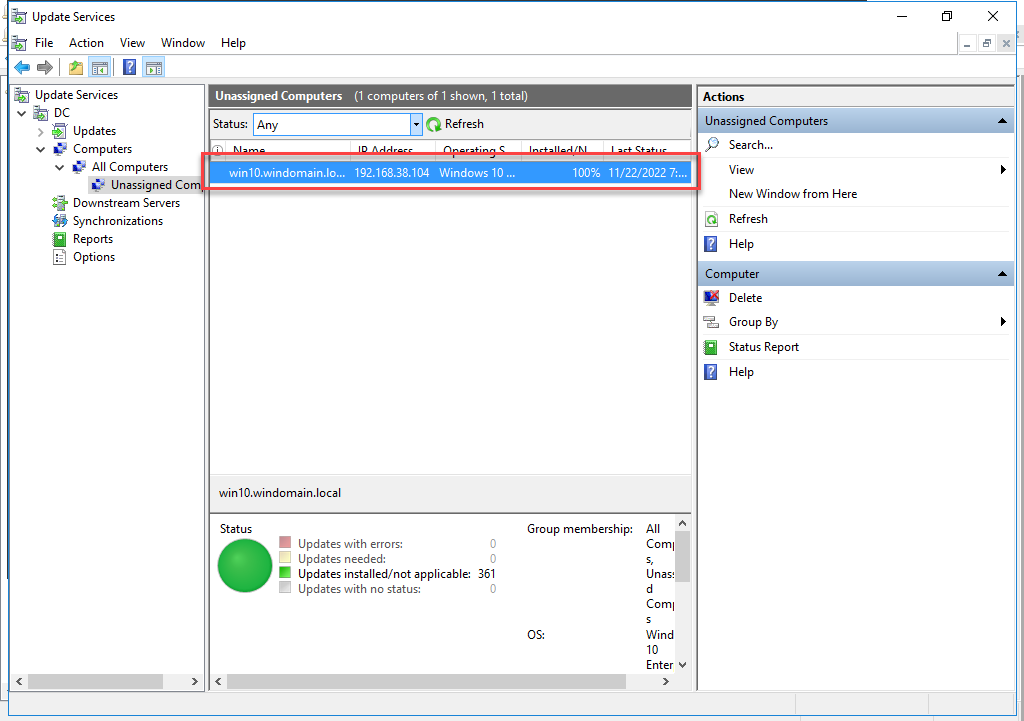 Update Services
File Action View Window Help
Update Services
DC
Updates
Computers
All Computers
Unassigned Com
Downstream Servers
Synchronizations
Reports
Options
Unassigned Computers (1 computers of 1 shown, 1 total)
Status: Any Refresh
Name IP Address Operating S... Installed/N... Last Status
win10.windomain.lo... 192.168.38.104 Windows 10 ... 100% 11/22/2022 7:...
win10.windomain.local
Status
Updates with errors: 0
Updates needed: 0
Updates installed/not applicable: 361
Updates with no status: 0
Group membership: All
Comp
s,
Unass
d
Comp
s
OS: Wind
10
Enter
Actions
Unassigned Computers
Search...
View
New Window from Here
Refresh
Help
Computer
Delete
Group By
Status Report
Help